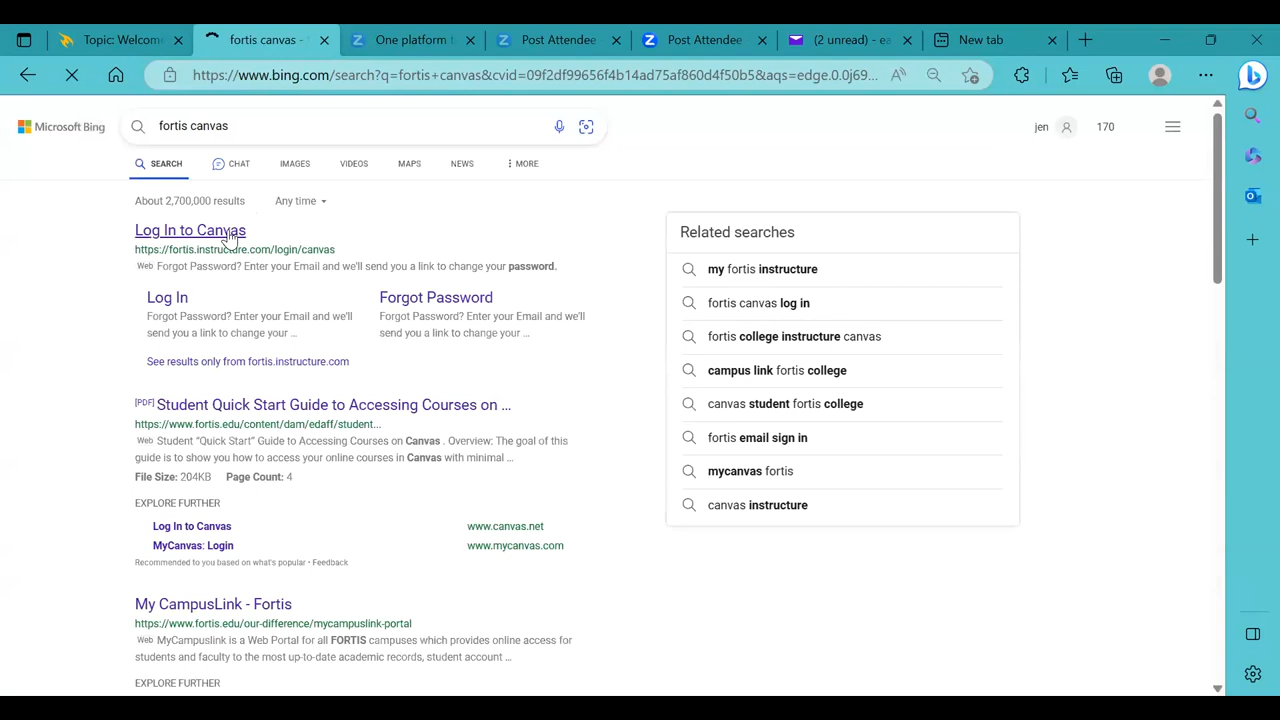 Topic: Welcom
fortis canvas -
One platform t
Post Attendee
Post Attendee
(2 unread) - ea
New tab
https://www.bing.com/search?q=fortis+canvas&cvid=09f2df99656f4b14ad75af860d4f50b5&aqs=edge.0.0j69...
Microsoft Bing
fortis canvas
jen
170
SEARCH
CHAT
IMAGES
VIDEOS
MAPS
NEWS
MORE
About 2,700,000 results
Any time
Log In to Canvas
https://fortis.instructure.com/login/canvas
Web Forgot Password? Enter your Email and we'll send you a link to change your password.
Log In
Forgot Password? Enter your Email and we'll
send you a link to change your ...
Forgot Password
Forgot Password? Enter your Email and we'll
send you a link to change your ...
See results only from fortis.instructure.com
[PDF] Student Quick Start Guide to Accessing Courses on ...
https://www.fortis.edu/content/dam/edaff/student...
Web Student “Quick Start” Guide to Accessing Courses on Canvas . Overview: The goal of this
guide is to show you how to access your online courses in Canvas with minimal ...
File Size: 204KB Page Count: 4
EXPLORE FURTHER
Log In to Canvas www.canvas.net
MyCanvas: Login www.mycanvas.com
Recommended to you based on what's popular • Feedback
My CampusLink - Fortis
https://www.fortis.edu/our-difference/mycampuslink-portal
Web MyCampuslink is a Web Portal for all FORTIS campuses which provides online access for
students and faculty to the most up-to-date academic records, student account ...
EXPLORE FURTHER
Related searches
my fortis instructure
fortis canvas log in
fortis college instructure canvas
campus link fortis college
canvas student fortis college
fortis email sign in
mycanvas fortis
canvas instructure